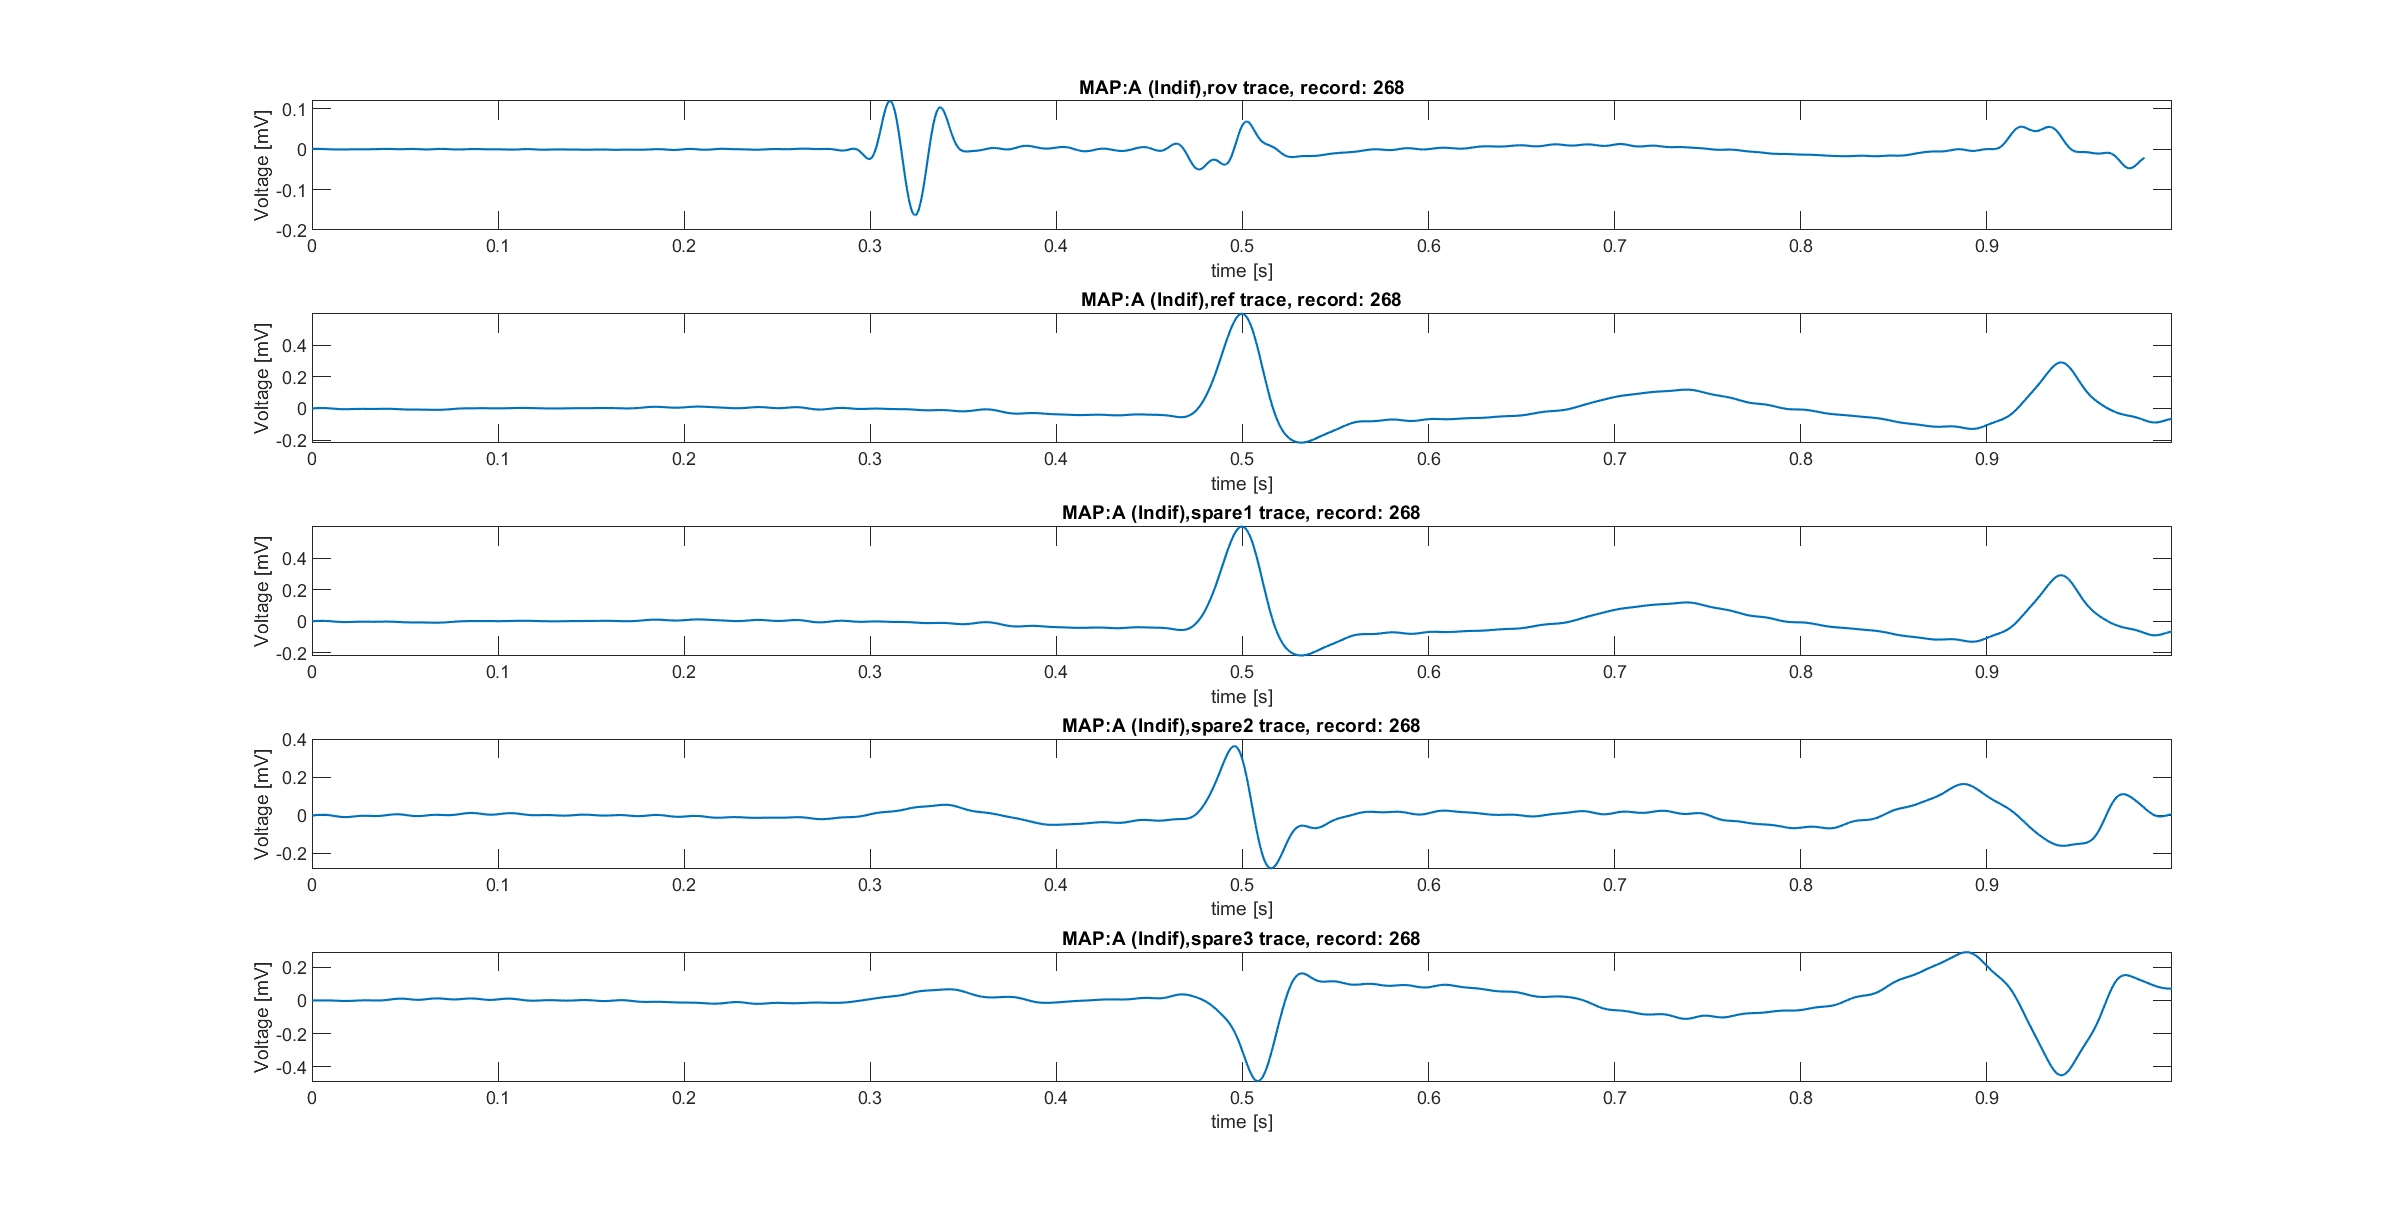 MAP:A (Indif),rov trace, record: 268
Voltage [mV]
0.1
0
-0.1
-0.2
0 0.1 0.2 0.3 0.4 0.5 0.6 0.7 0.8 0.9
time [s]
MAP:A (Indif),ref trace, record: 268
Voltage [mV]
0.4
0.2
0
-0.2
0 0.1 0.2 0.3 0.4 0.5 0.6 0.7 0.8 0.9
time [s]
MAP:A (Indif),spare1 trace, record: 268
Voltage [mV]
0.4
0.2
0
-0.2
0 0.1 0.2 0.3 0.4 0.5 0.6 0.7 0.8 0.9
time [s]
MAP:A (Indif),spare2 trace, record: 268
Voltage [mV]
0.4
0.2
0
-0.2
0 0.1 0.2 0.3 0.4 0.5 0.6 0.7 0.8 0.9
time [s]
MAP:A (Indif),spare3 trace, record: 268
Voltage [mV]
0.2
0
-0.2
-0.4
0 0.1 0.2 0.3 0.4 0.5 0.6 0.7 0.8 0.9
time [s]